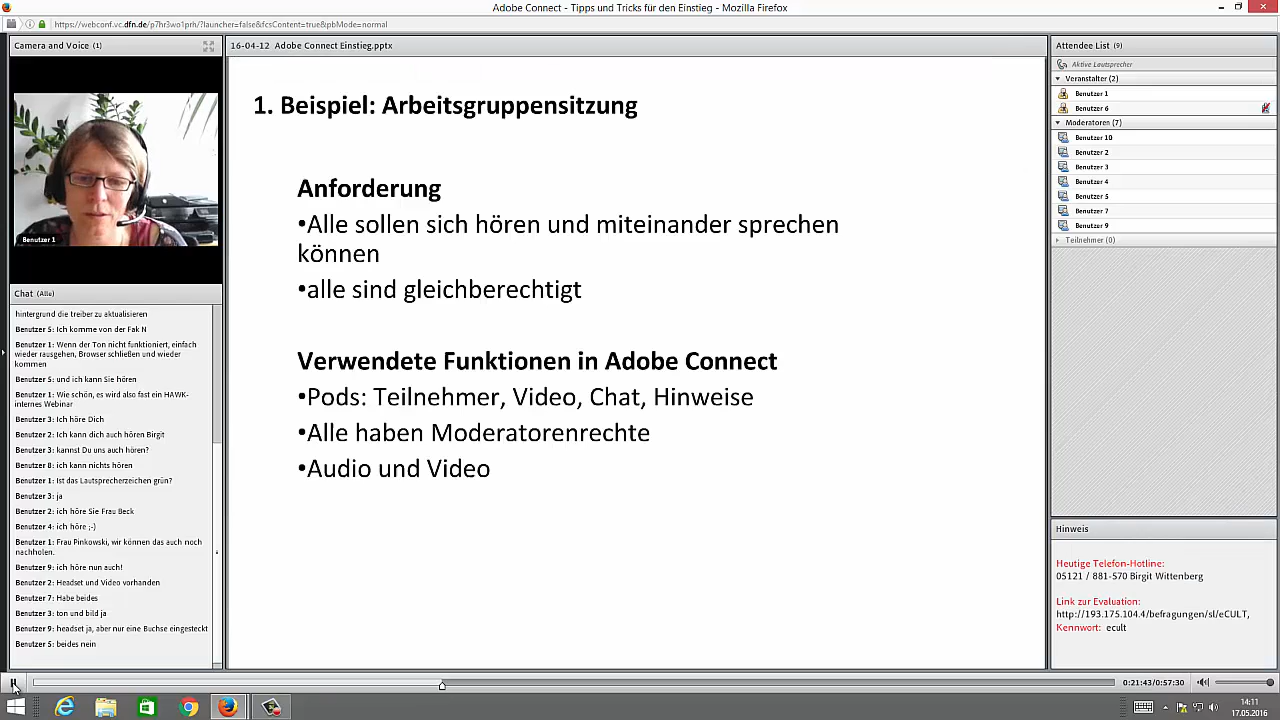 Adobe Connect - Tipps und Tricks für den Einstieg - Mozilla Firefox
https://webconf.vc.dfn.de/p7hr3wo1prh/?launcher=false&fcsContent=true&pbMode=normal
Camera and Voice (1)
Benutzer 1
Chat (Alle)
hintergrund die treiber zu aktualisieren
Benutzer 5: Ich komme von der Fak N
Benutzer 1: Wenn der Ton nicht funktioniert, einfach
wieder rausgehen, Browser schließen und wieder
kommen
Benutzer 5: und ich kann Sie hören
Benutzer 1: Wie schön, es wird also fast ein HAWK-
internes Webinar
Benutzer 3: Ich höre Dich
Benutzer 2: Ich kann dich auch hören Birgit
Benutzer 3: kannst Du uns auch hören?
Benutzer 8: ich kann nichts hören
Benutzer 1: Ist das Lautsprecherzeichen grün?
Benutzer 3: ja
Benutzer 2: ich höre Sie Frau Beck
Benutzer 4: ich höre ;-)
Benutzer 1: Frau Pinkowski, wir können das auch noch
nachholen.
Benutzer 9: ich höre nun auch!
Benutzer 2: Headset und Video vorhanden
Benutzer 7: Habe beides
Benutzer 3: ton und bild ja
Benutzer 9: headset ja, aber nur eine Buchse eingesteckt
Benutzer 5: beides nein
16-04-12 Adobe Connect Einstieg.pptx
1. Beispiel: Arbeitsgruppensitzung
Anforderung
•Alle sollen sich hören und miteinander sprechen
können
•alle sind gleichberechtigt
Verwendete Funktionen in Adobe Connect
•Pods: Teilnehmer, Video, Chat, Hinweise
•Alle haben Moderatorenrechte
•Audio und Video
Attendee List (9)
Aktive Lautsprecher
Veranstalter (2)
Benutzer 1
Benutzer 6
Moderatoren (7)
Benutzer 10
Benutzer 2
Benutzer 3
Benutzer 4
Benutzer 5
Benutzer 7
Benutzer 9
Teilnehmer (0)
Hinweis
Heutige Telefon-Hotline:
05121 / 881-570 Birgit Wittenberg
Link zur Evaluation:
http://193.175.104.4/befragungen/sl/eCULT,
Kennwort: ecult
0:21:43/0:57:30
14:11
17.05.2016